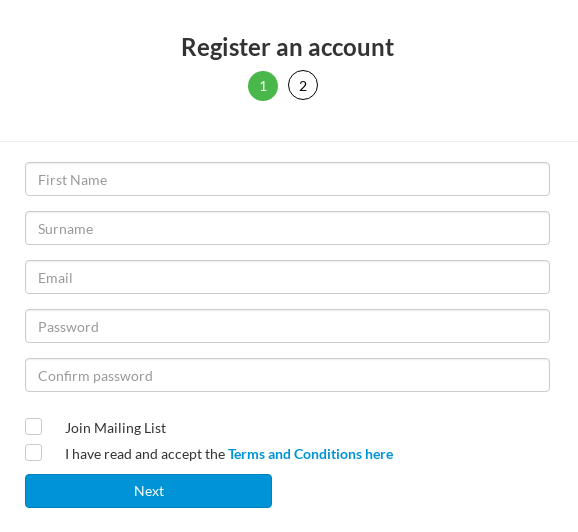 Register an account
1 2
First Name
Surname
Email
Password
Confirm password
Join Mailing List
I have read and accept the Terms and Conditions here
Next